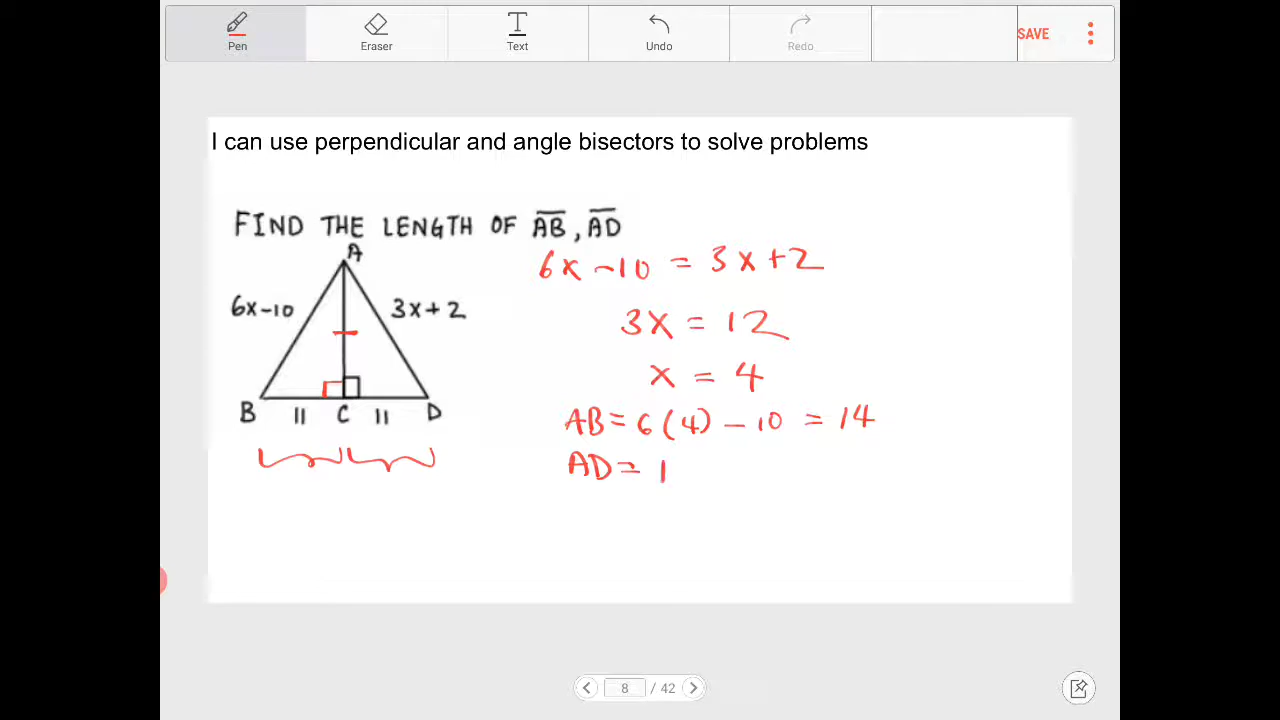 Pen Eraser Text Undo Redo SAVE
I can use perpendicular and angle bisectors to solve problems
FIND THE LENGTH OF AB, AD
A
6x-10 = 3x+2
6x-10 3x+2
3x = 12
x = 4
B 11 C 11 D
AB = 6(4) - 10 = 14
AD = 1
8 / 42